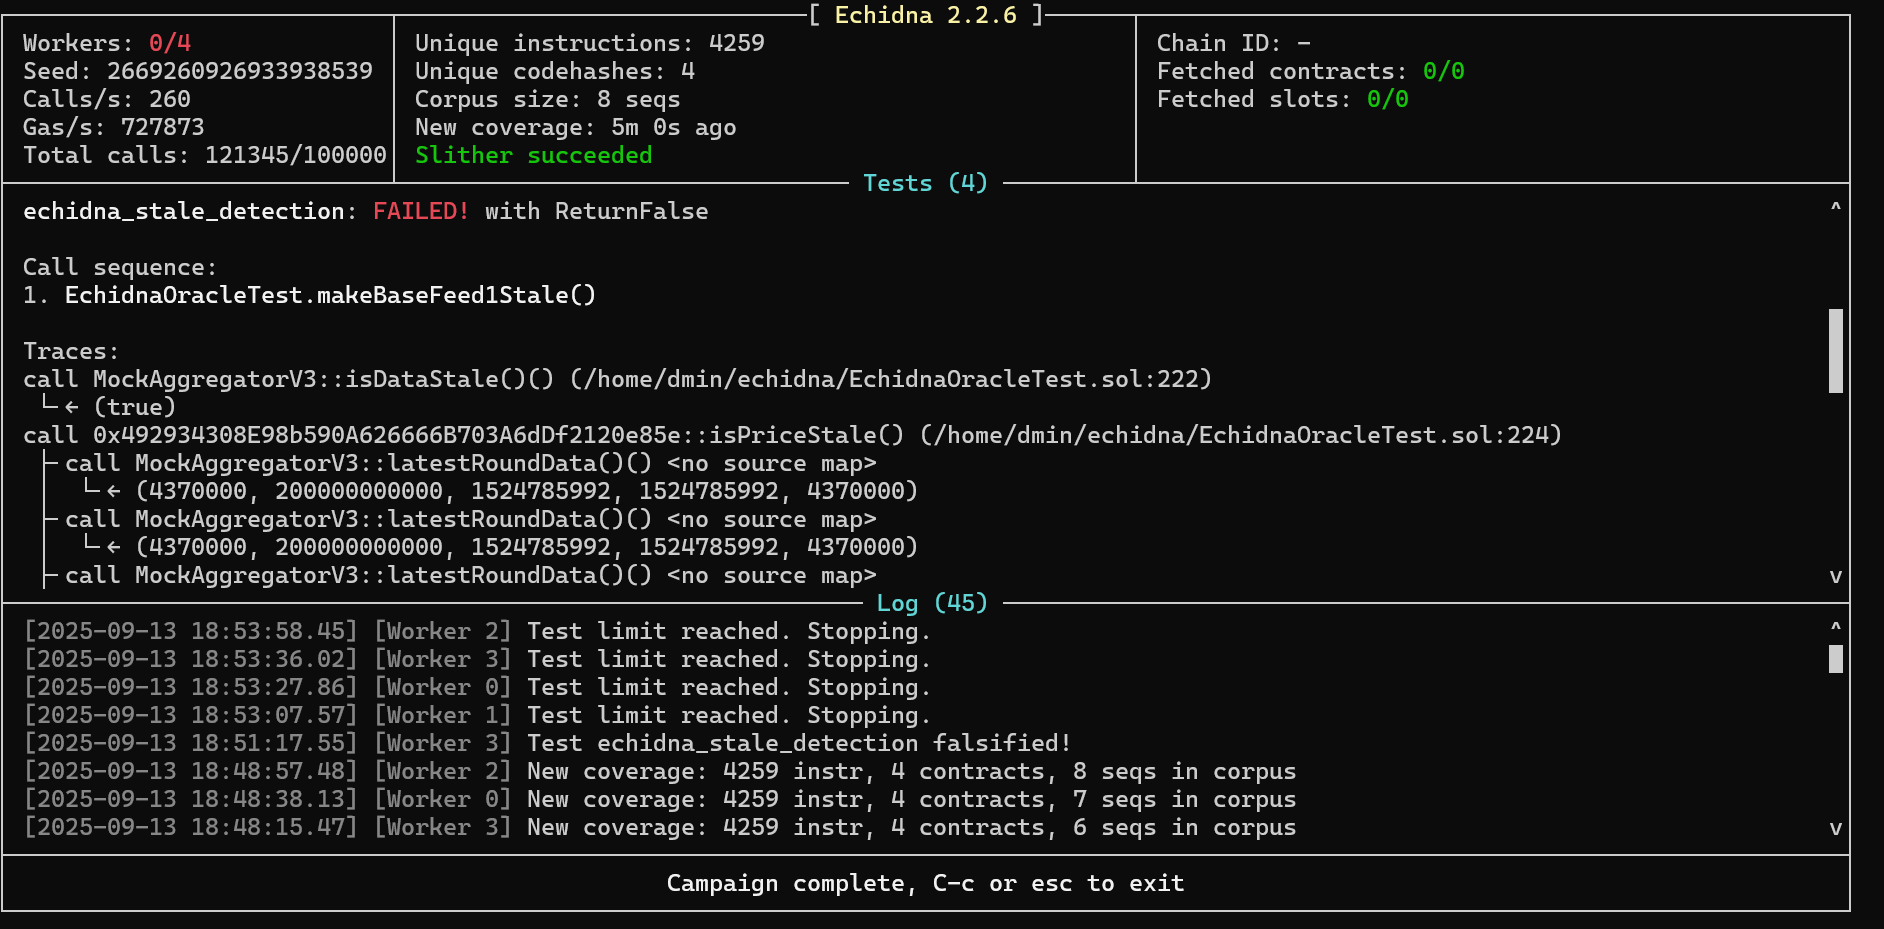 [ Echidna 2.2.6 ]
Workers: 0/4
Seed: 2669260926933938539
Calls/s: 260
Gas/s: 727873
Total calls: 121345/100000
Unique instructions: 4259
Unique codehashes: 4
Corpus size: 8 seqs
New coverage: 5m 0s ago
Slither succeeded
Chain ID: -
Fetched contracts: 0/0
Fetched slots: 0/0
Tests (4)
echidna_stale_detection: FAILED! with ReturnFalse
Call sequence:
1. EchidnaOracleTest.makeBaseFeed1Stale()
Traces:
call MockAggregatorV3::isDataStale()() (/home/dmin/echidna/EchidnaOracleTest.sol:222)
└╴← (true)
call 0x492934308E98b590A626666B703A6dDf2120e85e::isPriceStale() (/home/dmin/echidna/EchidnaOracleTest.sol:224)
├╴call MockAggregatorV3::latestRoundData()() <no source map>
│ └╴← (4370000, 200000000000, 1524785992, 1524785992, 4370000)
├╴call MockAggregatorV3::latestRoundData()() <no source map>
│ └╴← (4370000, 200000000000, 1524785992, 1524785992, 4370000)
├╴call MockAggregatorV3::latestRoundData()() <no source map>
Log (45)
[2025-09-13 18:53:58.45] [Worker 2] Test limit reached. Stopping.
[2025-09-13 18:53:36.02] [Worker 3] Test limit reached. Stopping.
[2025-09-13 18:53:27.86] [Worker 0] Test limit reached. Stopping.
[2025-09-13 18:53:07.57] [Worker 1] Test limit reached. Stopping.
[2025-09-13 18:51:17.55] [Worker 3] Test echidna_stale_detection falsified!
[2025-09-13 18:48:57.48] [Worker 2] New coverage: 4259 instr, 4 contracts, 8 seqs in corpus
[2025-09-13 18:48:38.13] [Worker 0] New coverage: 4259 instr, 4 contracts, 7 seqs in corpus
[2025-09-13 18:48:15.47] [Worker 3] New coverage: 4259 instr, 4 contracts, 6 seqs in corpus
Campaign complete, C-c or esc to exit